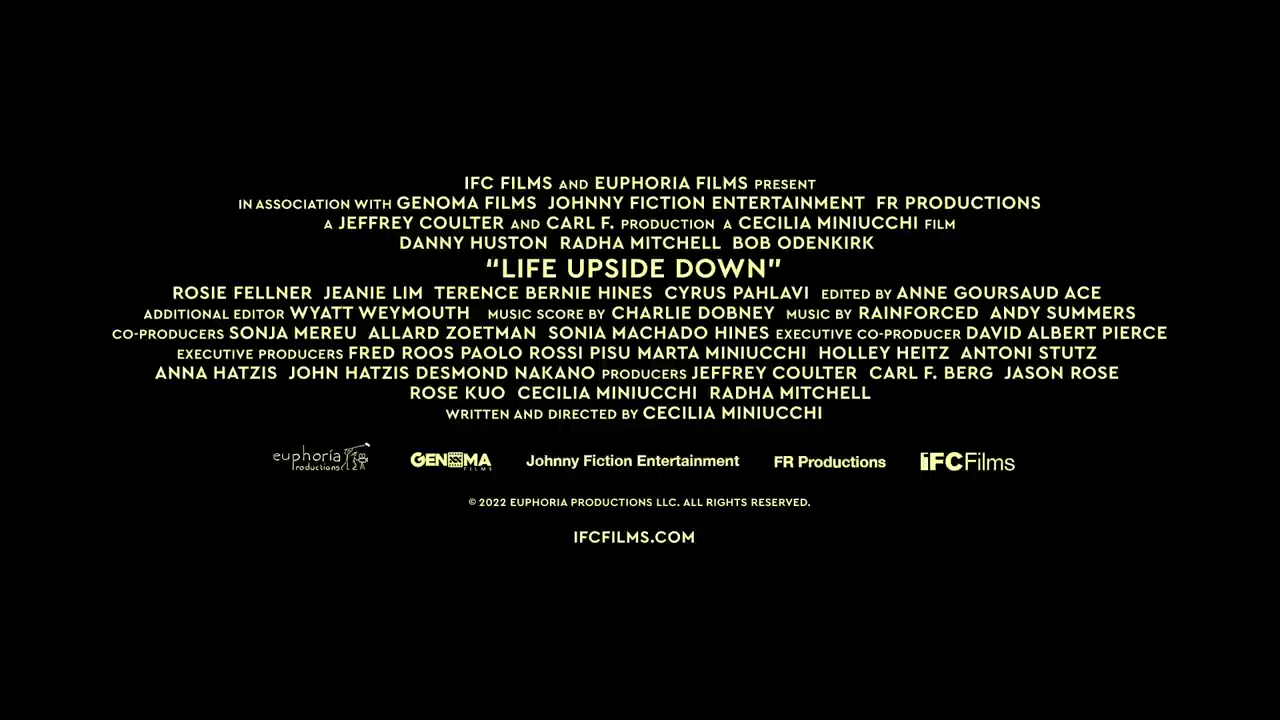 IFC FILMS AND EUPHORIA FILMS PRESENT
IN ASSOCIATION WITH GENOMA FILMS JOHNNY FICTION ENTERTAINMENT FR PRODUCTIONS
A JEFFREY COULTER AND CARL F. PRODUCTION A CECILIA MINIUCCHI FILM
DANNY HUSTON RADHA MITCHELL BOB ODENKIRK
“LIFE UPSIDE DOWN”
ROSIE FELLNER JEANIE LIM TERENCE BERNIE HINES CYRUS PAHLAVI EDITED BY ANNE GOURSAUD ACE
ADDITIONAL EDITOR WYATT WEYMOUTH MUSIC SCORE BY CHARLIE DOBNEY MUSIC BY RAINFORCED ANDY SUMMERS
CO-PRODUCERS SONJA MEREU ALLARD ZOETMAN SONIA MACHADO HINES EXECUTIVE CO-PRODUCER DAVID ALBERT PIERCE
EXECUTIVE PRODUCERS FRED ROOS PAOLO ROSSI PISU MARTA MINIUCCHI HOLLEY HEITZ ANTONI STUTZ
ANNA HATZIS JOHN HATZIS DESMOND NAKANO PRODUCERS JEFFREY COULTER CARL F. BERG JASON ROSE
ROSE KUO CECILIA MINIUCCHI RADHA MITCHELL
WRITTEN AND DIRECTED BY CECILIA MINIUCCHI
euphoria Productions GENOMA FILMS Johnny Fiction Entertainment FR Productions IFC Films
© 2022 EUPHORIA PRODUCTIONS LLC. ALL RIGHTS RESERVED.
IFCFILMS.COM